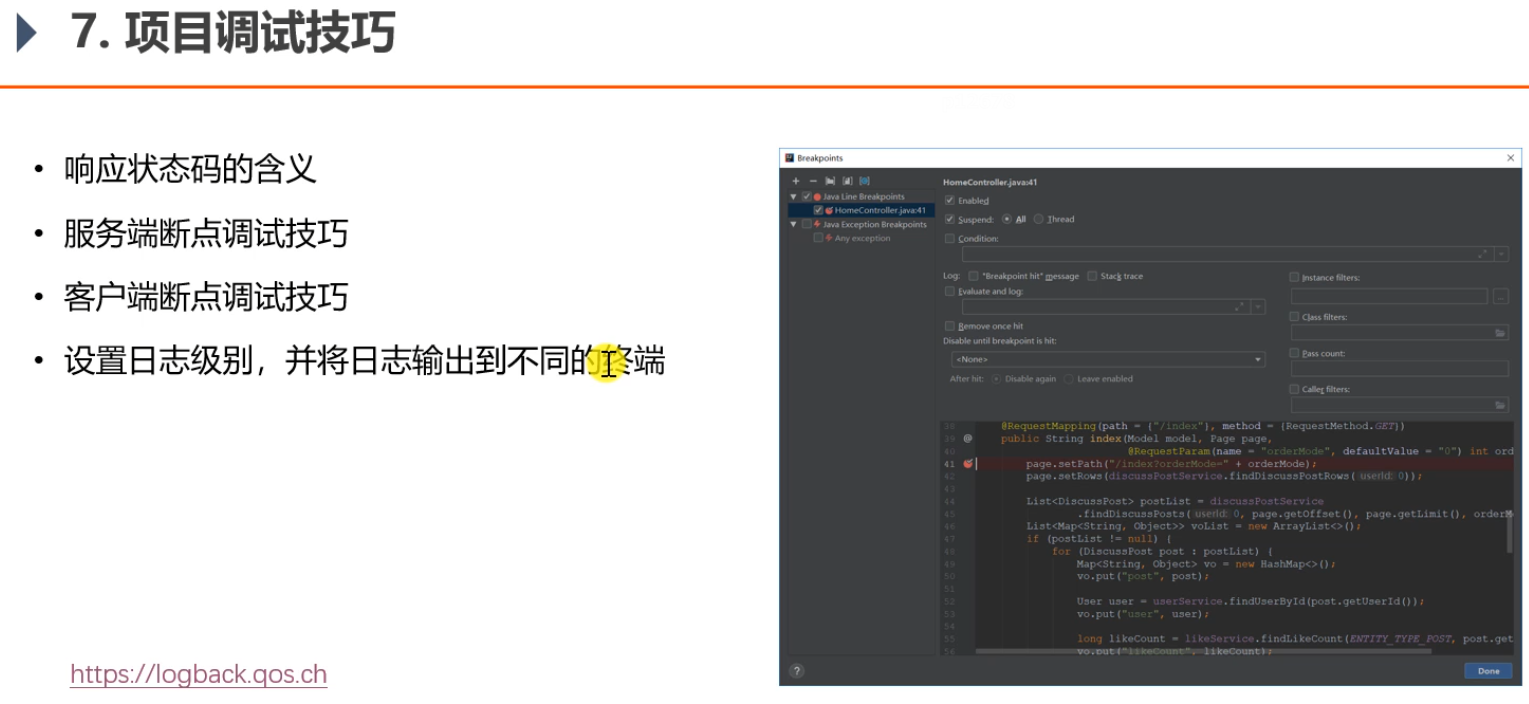 7. 项目调试技巧
• 响应状态码的含义
• 服务端断点调试技巧
• 客户端断点调试技巧
• 设置日志级别，并将日志输出到不同的终端
https://logback.qos.ch
Breakpoints
Java Line Breakpoints
HomeController.java:41
Java Exception Breakpoints
Any exception
HomeController.java:41
Enabled
Suspend: All Thread
Condition:
Log: "Breakpoint hit" message Stack trace
Evaluate and log:
Remove once hit
Disable until breakpoint is hit:
<None>
After hit: Disable again Leave enabled
Instance filters:
Class filters:
Pass count:
Caller filters:
38 @RequestMapping(path = {"/index"}, method = {RequestMethod.GET})
39 @ public String index(Model model, Page page,
40 @RequestParam(name = "orderMode", defaultValue = "0") int ord
41 page.setPath("/index?orderMode=" + orderMode);
42 page.setRows(discussPostService.findDiscussPostRows( userId: 0));
43
44 List<DiscussPost> postList = discussPostService
45 .findDiscussPosts( userId: 0, page.getOffset(), page.getLimit(), orderM
46 List<Map<String, Object>> voList = new ArrayList<>();
47 if (postList != null) {
48 for (DiscussPost post : postList) {
49 Map<String, Object> vo = new HashMap<>();
50 vo.put("post", post);
51
52 User user = userService.findUserById(post.getUserId());
53 vo.put("user", user);
54
55 long likeCount = likeService.findLikeCount(ENTITY_TYPE_POST, post.get
56 vo.put("likeCount", likeCount);
? Done